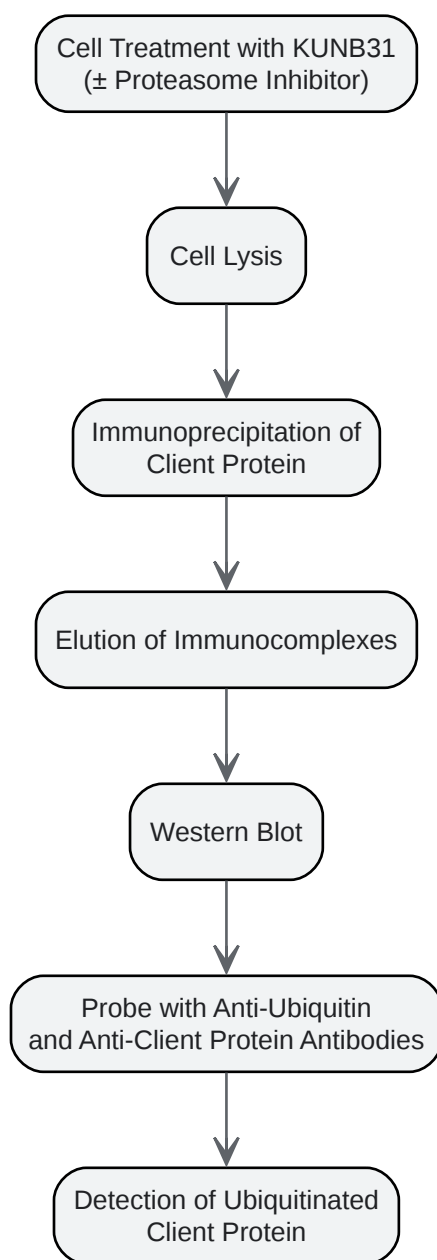 Cell Treatment with KUNB31
(± Proteasome Inhibitor)
Cell Lysis
Immunoprecipitation of
Client Protein
Elution of Immunocomplexes
Western Blot
Probe with Anti-Ubiquitin
and Anti-Client Protein Antibodies
Detection of Ubiquitinated
Client Protein